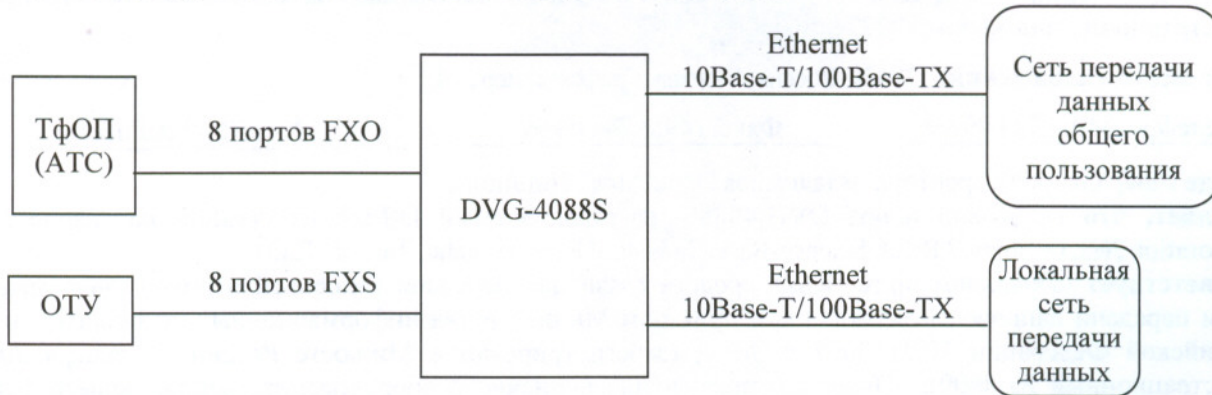 ТфОП
(АТС)
8 портов FXO
DVG-4088S
Ethernet
10Base-T/100Base-TX
Сеть передачи
данных
общего
пользования
ОТУ
8 портов FXS
Ethernet
10Base-T/100Base-TX
Локальная
сеть
передачи
данных